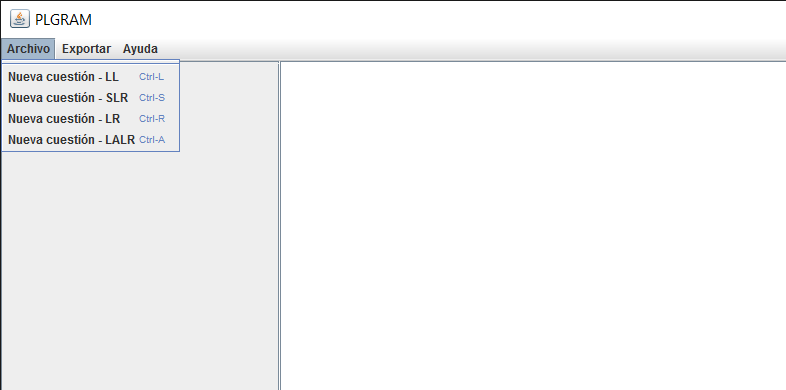 PLGRAM
Archivo Exportar Ayuda
Nueva cuestión - LL Ctrl-L
Nueva cuestión - SLR Ctrl-S
Nueva cuestión - LR Ctrl-R
Nueva cuestión - LALR Ctrl-A